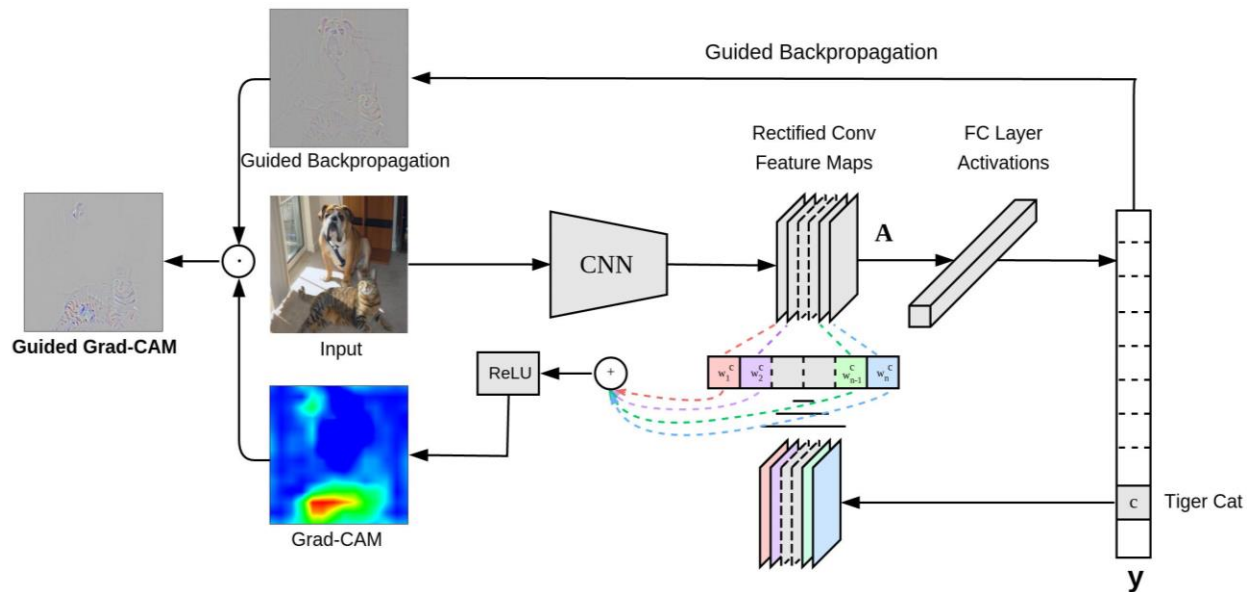 Guided Backpropagation
Rectified Conv
Feature Maps
FC Layer
Activations
Guided Backpropagation
A
CNN
Guided Grad-CAM
Input
ReLU
+
w₁ᶜ
w₂ᶜ
wₙ₋₁ᶜ
wₙᶜ
Grad-CAM
c
Tiger Cat
y